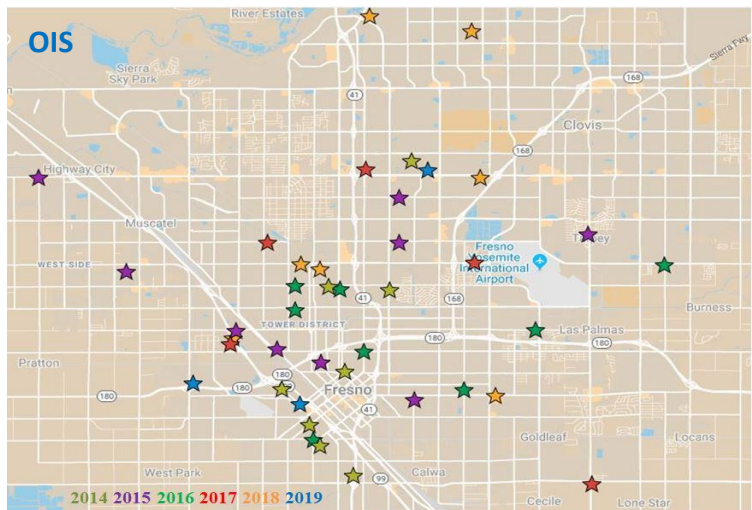 River Estates
OIS
41
Sierra Fwy
Sierra
Sky Park
168
Clovis
168
Highway City
Muscatel
WEST SIDE
Fresno
Yosemite
International
Airport
41
168
Burness
TOWER DISTRICT
180
Las Palmas
180
Pratton
180
180
180
Fresno
41
Goldleaf
Locans
West Park
Calwa
99
2014 2015 2016 2017 2018 2019
Cecile
Lone Star